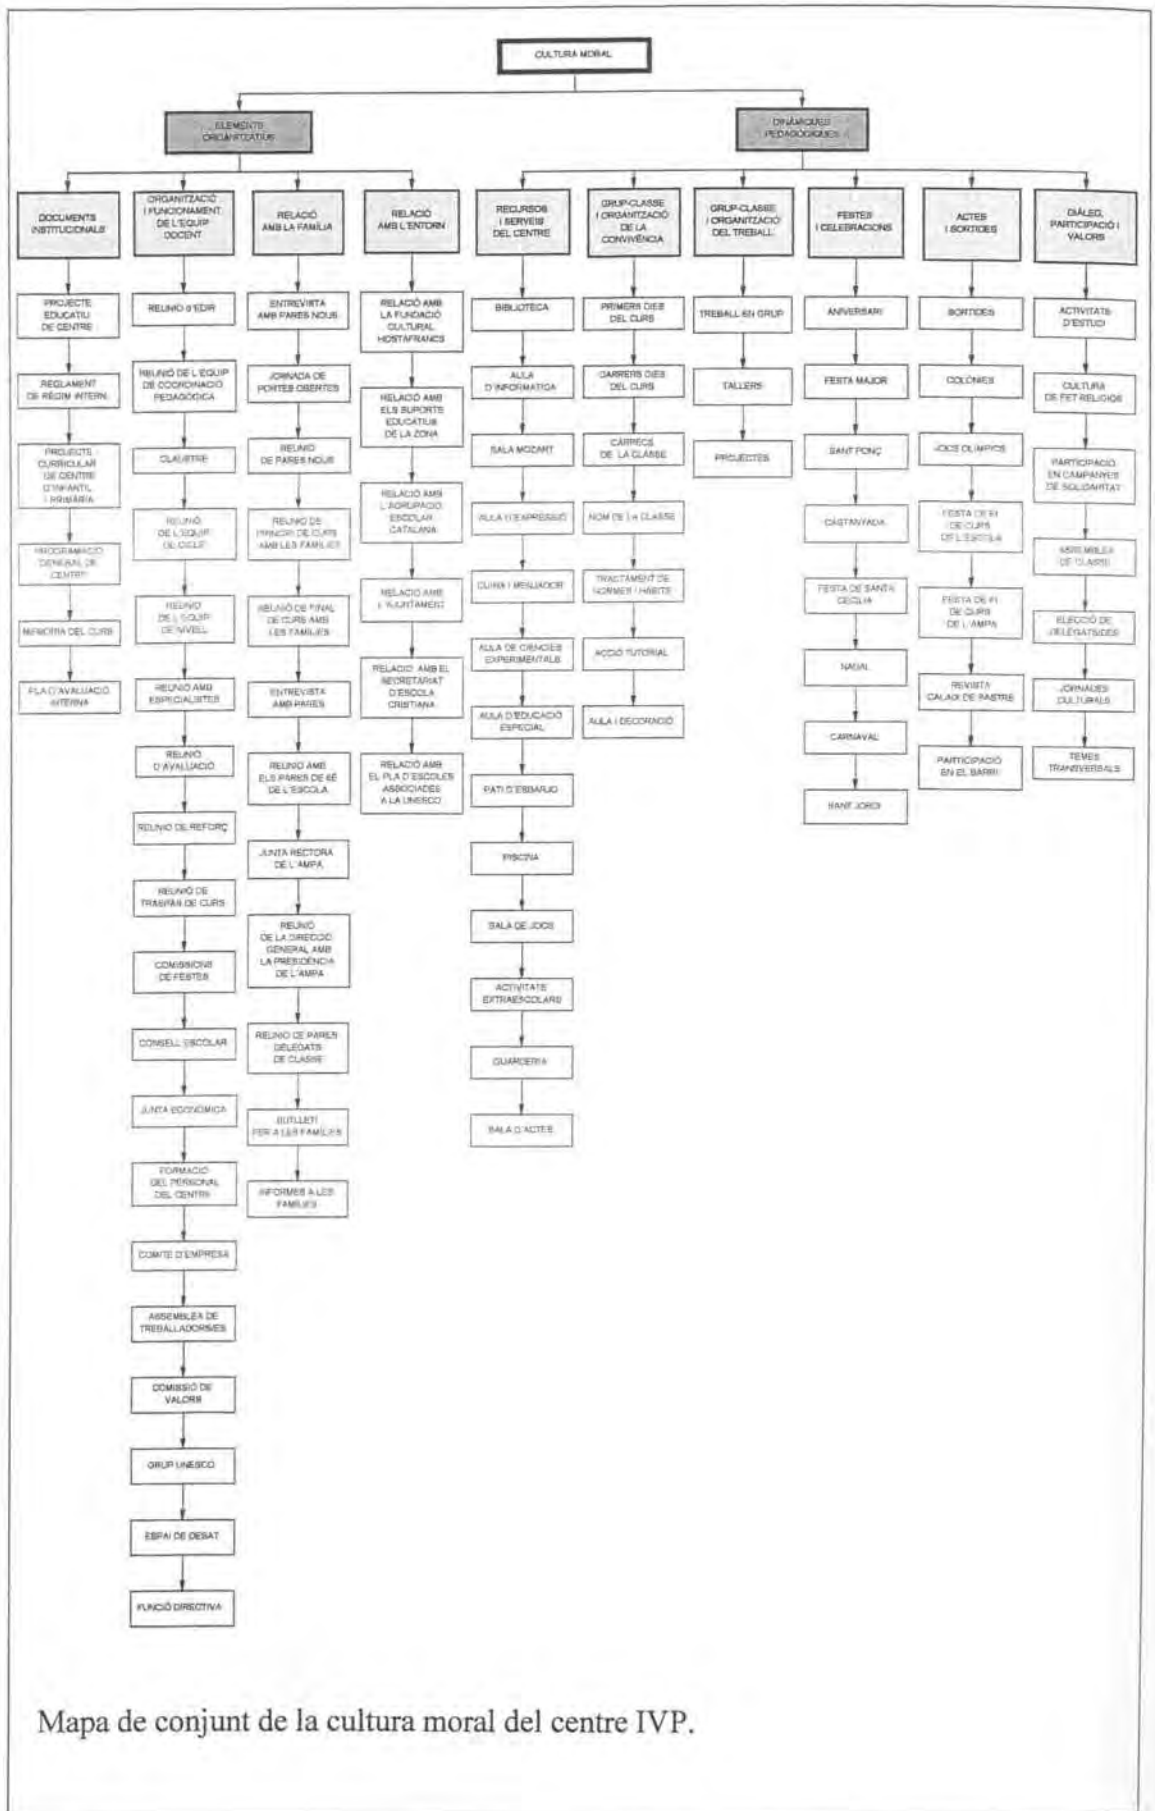 CULTURA MORAL
ELEMENTS
ORGANITZATIUS
DINÀMIQUES
PEDAGÒGIQUES
DOCUMENTS
INSTITUCIONALS
PROJECTE
EDUCATIU
DE CENTRE
REGLAMENT
DE RÈGIM INTERN.
PROJECTE
CURRICULAR
DE CENTRE
D'INFANTIL
I PRIMÀRIA
PROGRAMACIÓ
GENERAL DE
CENTRE
MEMÒRIA DEL CURS
PLA D'AVALUACIÓ
INTERNA
ORGANITZACIÓ
I FUNCIONAMENT
DE L'EQUIP
DOCENT
REUNIÓ d'EDIR
REUNIÓ DE L'EQUIP
DE COORDINACIÓ
PEDAGÒGICA
CLAUSTRE
REUNIÓ
DE L'EQUIP
DE CICLE
REUNIÓ
DE L'EQUIP
DE NIVELL
REUNIÓ AMB
ESPECIALISTES
REUNIÓ
D'AVALUACIÓ
REUNIÓ DE REFORÇ
REUNIÓ DE
TRASPÀS DE CURS
COMISSIONS
DE FESTES
CONSELL ESCOLAR
JUNTA ECONÒMICA
FORMACIÓ
DEL PERSONAL
DEL CENTRE
COMITÈ D'EMPRESA
ASSEMBLEA DE
TREBALLADORS/ES
COMISSIÓ DE
VALORS
GRUP UNESCO
ESPAI DE DEBAT
FUNCIÓ DIRECTIVA
RELACIÓ
AMB LA FAMÍLIA
ENTREVISTA
AMB PARES NOUS
JORNADA DE
PORTES OBERTES
REUNIÓ
DE PARES NOUS
REUNIÓ DE
PRINCIPI DE CURS
AMB LES FAMÍLIES
REUNIÓ DE FINAL
DE CURS AMB
LES FAMÍLIES
ENTREVISTA
AMB PARES
REUNIÓ AMB
ELS PARES DE 6È
DE L'ESCOLA
JUNTA RECTORA
DE L'AMPA
REUNIÓ
DE LA DIRECCIÓ
GENERAL AMB
LA PRESIDÈNCIA
DE L'AMPA
REUNIÓ DE PARES
DELEGATS
DE CLASSE
BUTLLETÍ
PER A LES FAMÍLIES
INFORMES A LES
FAMÍLIES
RELACIÓ
AMB L'ENTORN
RELACIÓ AMB
LA FUNDACIÓ
CULTURAL
HOSTAFRANCS
RELACIÓ AMB
ELS SUPORTS
EDUCATIUS
DE LA ZONA
RELACIÓ AMB
L'AGRUPACIÓ
ESCOLAR
CATALANA
RELACIÓ AMB
L'AJUNTAMENT
RELACIÓ AMB EL
SECRETARIAT
D'ESCOLA
CRISTIANA
RELACIÓ AMB
EL PLA D'ESCOLES
ASSOCIADES
A LA UNESCO
RECURSOS
I SERVEIS
DEL CENTRE
BIBLIOTECA
AULA
D'INFORMÀTICA
SALA MOZART
AULA D'EXPRESSIÓ
CUINA I MENJADOR
AULA DE CIÈNCIES
EXPERIMENTALS
AULA D'EDUCACIÓ
ESPECIAL
PATI D'ESBARJO
PISCINA
SALA DE JOCS
ACTIVITATS
EXTRAESCOLARS
GUARDERIA
SALA D'ACTES
GRUP-CLASSE
I ORGANITZACIÓ
DE LA
CONVIVÈNCIA
PRIMERS DIES
DEL CURS
DARRERS DIES
DEL CURS
CÀRRECS
DE LA CLASSE
NOM DE LA CLASSE
TRACTAMENT DE
NORMES I HÀBITS
ACCIÓ TUTORIAL
AULA I DECORACIÓ
GRUP-CLASSE
I ORGANITZACIÓ
DEL TREBALL
TREBALL EN GRUP
TALLERS
PROJECTES
FESTES
I CELEBRACIONS
ANIVERSARI
FESTA MAJOR
SANT PONÇ
CASTANYADA
FESTA DE SANTA
CECÍLIA
NADAL
CARNAVAL
SANT JORDI
ACTES
I SORTIDES
SORTIDES
COLÒNIES
JOCS OLÍMPICS
FESTA DE FI
DE CURS
DE L'ESCOLA
FESTA DE FI
DE CURS
DE L'AMPA
REVISTA
CALAIX DE SASTRE
PARTICIPACIÓ
EN EL BARRI
DIÀLEG,
PARTICIPACIÓ I
VALORS
ACTIVITATS
D'ESTUDI
CULTURA
DE FET RELIGIÓS
PARTICIPACIÓ
EN CAMPANYES
DE SOLIDARITAT
ASSEMBLEA
DE CLASSE
ELECCIÓ DE
DELEGATS/DES
JORNADES
CULTURALS
TEMES
TRANSVERSALS
Mapa de conjunt de la cultura moral del centre IVP.